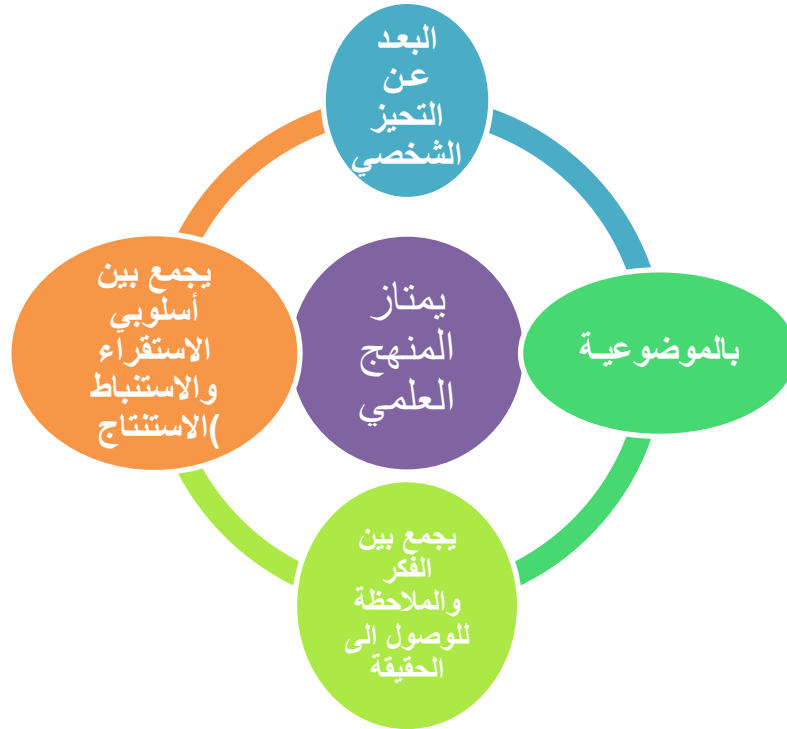 البعد
عن
التحيز
الشخصي
بالموضوعية
يجمع بين
الفكر
والملاحظة
للوصول الى
الحقيقة
يجمع بين
أسلوبي
الاستقراء
والاستنباط
(الاستنتاج
يمتاز
المنهج
العلمي